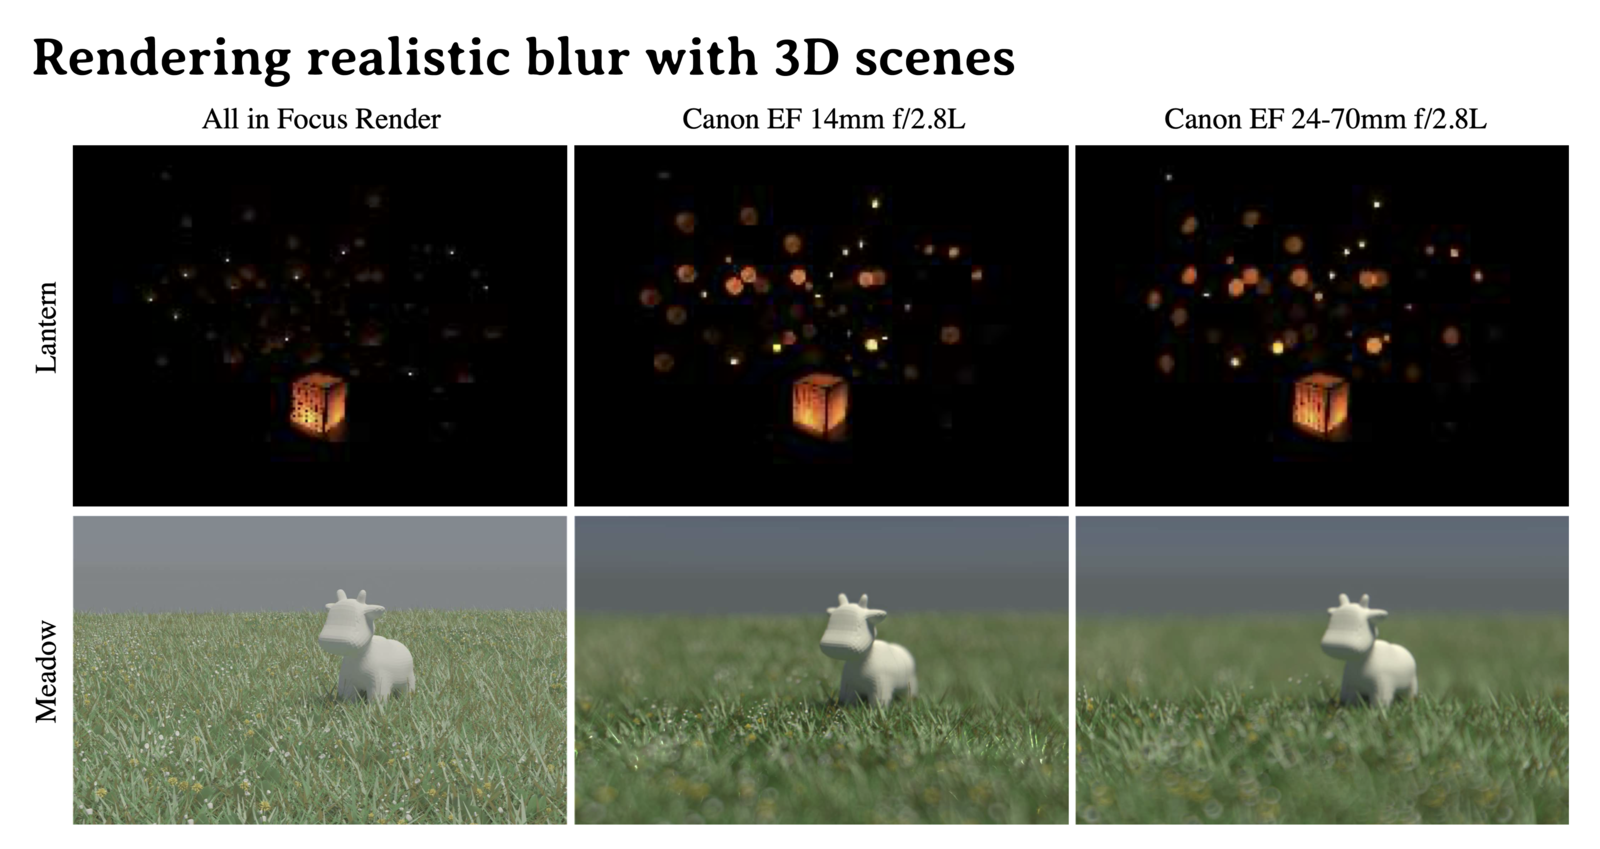 Rendering realistic blur with 3D scenes
All in Focus Render
Canon EF 14mm f/2.8L
Canon EF 24-70mm f/2.8L
Lantern
Meadow